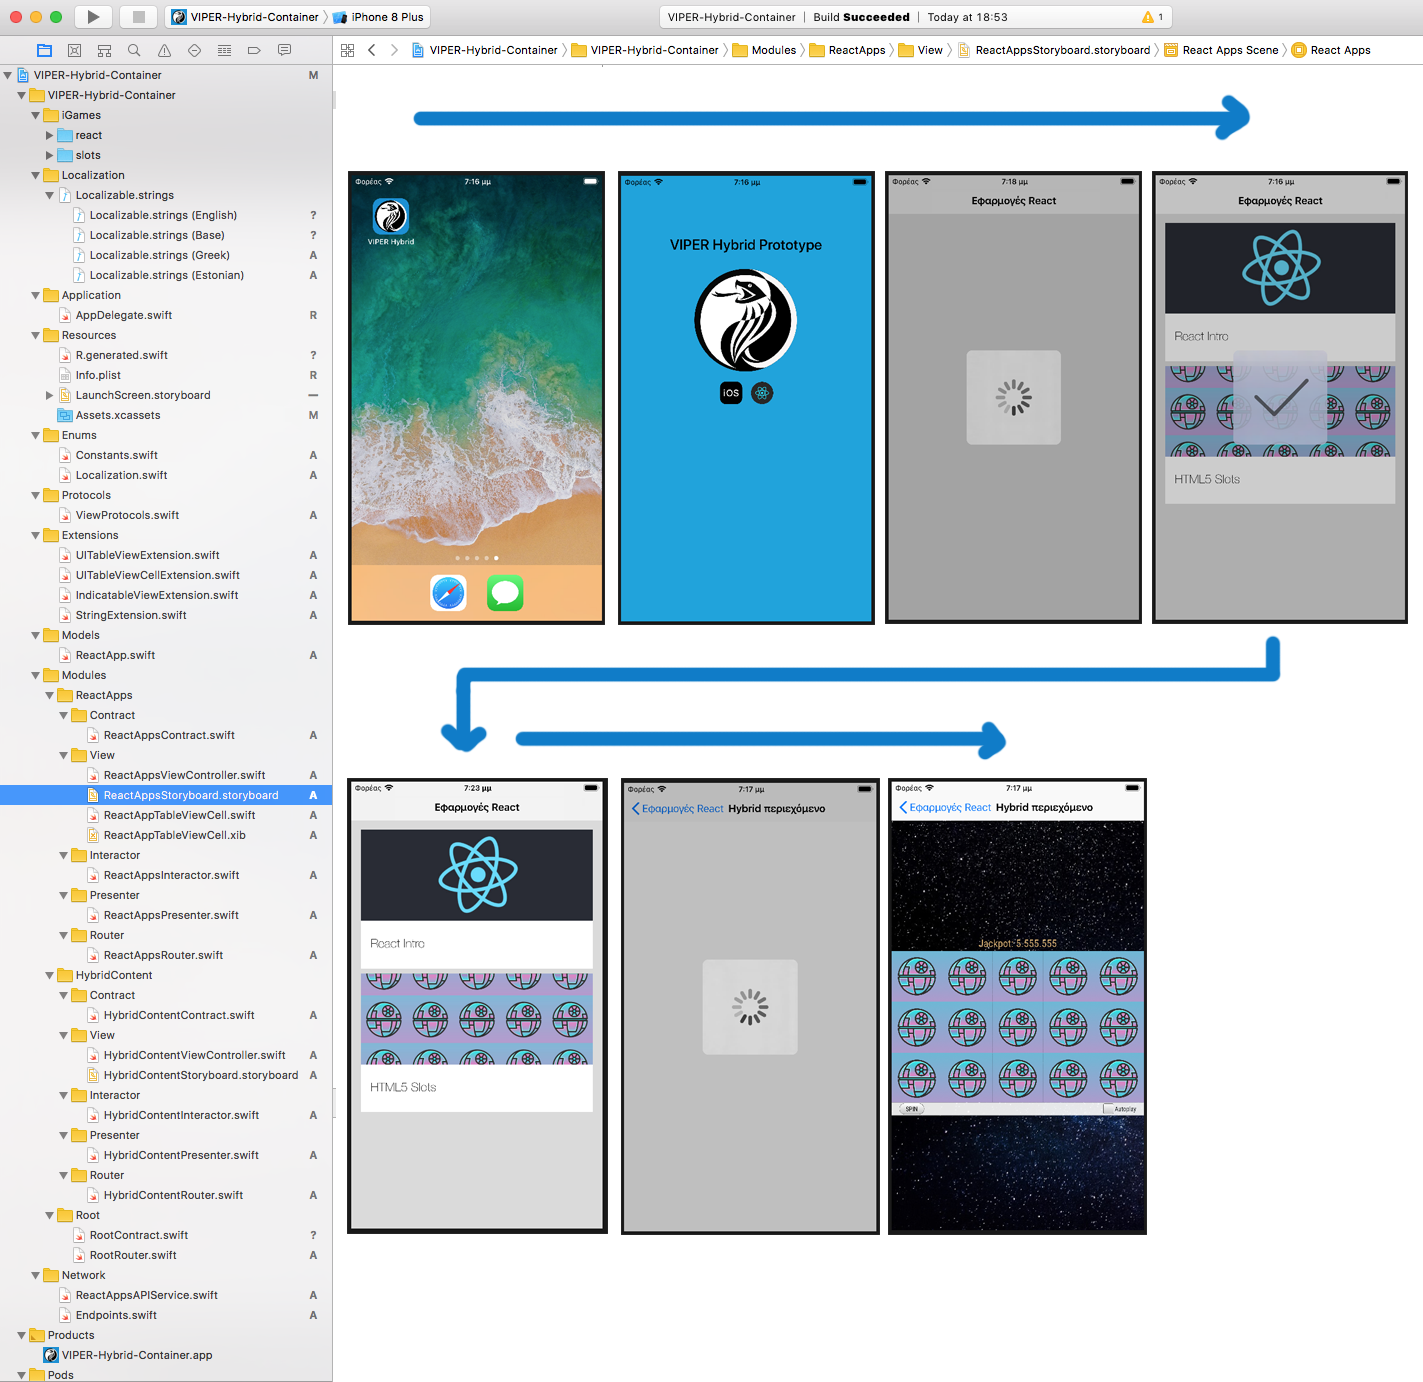 VIPER-Hybrid-Container
iPhone 8 Plus
VIPER-Hybrid-Container | Build Succeeded | Today at 18:53
1
VIPER-Hybrid-Container
VIPER-Hybrid-Container
Modules
ReactApps
View
ReactAppsStoryboard.storyboard
React Apps Scene
React Apps
VIPER-Hybrid-Container M
VIPER-Hybrid-Container
iGames
react
slots
Localization
Localizable.strings
Localizable.strings (English) ?
Localizable.strings (Base) ?
Localizable.strings (Greek) A
Localizable.strings (Estonian) A
Application
AppDelegate.swift R
Resources
R.generated.swift ?
Info.plist R
LaunchScreen.storyboard —
Assets.xcassets M
Enums
Constants.swift A
Localization.swift A
Protocols
ViewProtocols.swift A
Extensions
UITableViewExtension.swift A
UITableViewCellExtension.swift A
IndicatableViewExtension.swift A
StringExtension.swift A
Models
ReactApp.swift A
Modules
ReactApps
Contract
ReactAppsContract.swift A
View
ReactAppsViewController.swift A
ReactAppsStoryboard.storyboard A
ReactAppTableViewCell.swift A
ReactAppTableViewCell.xib A
Interactor
ReactAppsInteractor.swift A
Presenter
ReactAppsPresenter.swift A
Router
ReactAppsRouter.swift A
HybridContent
Contract
HybridContentContract.swift A
View
HybridContentViewController.swift A
HybridContentStoryboard.storyboard A
Interactor
HybridContentInteractor.swift A
Presenter
HybridContentPresenter.swift A
Router
HybridContentRouter.swift A
Root
RootContract.swift ?
RootRouter.swift A
Network
ReactAppsAPIService.swift A
Endpoints.swift A
Products
VIPER-Hybrid-Container.app
Pods
Φορέας 7:16 μμ
VIPER Hybrid
Φορέας 7:16 μμ
VIPER Hybrid Prototype
iOS
Φορέας 7:18 μμ
Εφαρμογές React
Φορέας 7:16 μμ
Εφαρμογές React
React Intro
HTML5 Slots
Φορέας 7:23 μμ
Εφαρμογές React
React Intro
HTML5 Slots
Φορέας 7:17 μμ
Εφαρμογές React Hybrid περιεχόμενο
Φορέας 7:17 μμ
Εφαρμογές React Hybrid περιεχόμενο
Jackpot: 5.555.555
SPIN
Autoplay